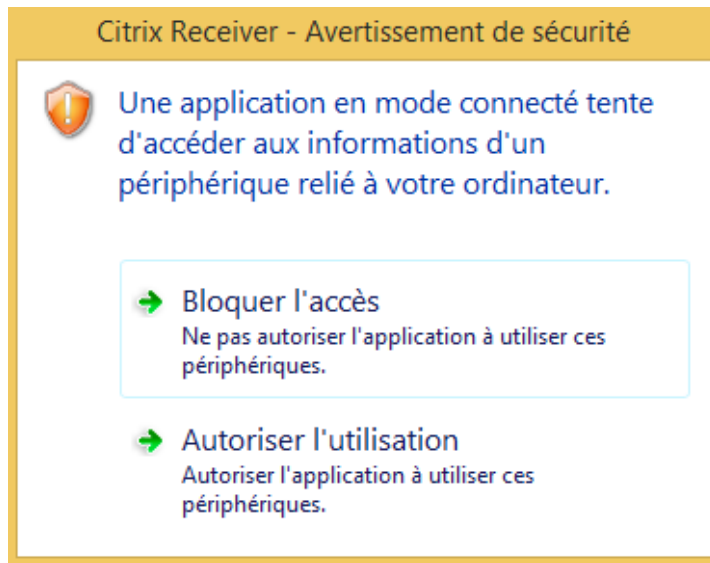 Citrix Receiver - Avertissement de sécurité
Une application en mode connecté tente
d'accéder aux informations d'un
périphérique relié à votre ordinateur.
Bloquer l'accès
Ne pas autoriser l'application à utiliser ces
périphériques.
Autoriser l'utilisation
Autoriser l'application à utiliser ces
périphériques.